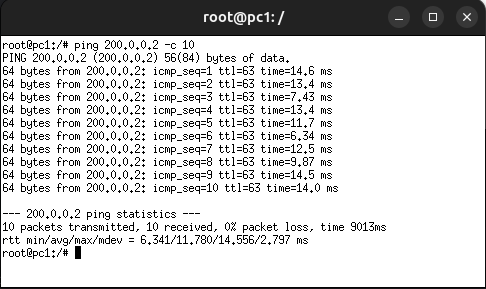 root@pc1: /
root@pc1:/# ping 200.0.0.2 -c 10
PING 200.0.0.2 (200.0.0.2) 56(84) bytes of data.
64 bytes from 200.0.0.2: icmp_seq=1 ttl=63 time=14.6 ms
64 bytes from 200.0.0.2: icmp_seq=2 ttl=63 time=13.4 ms
64 bytes from 200.0.0.2: icmp_seq=3 ttl=63 time=7.43 ms
64 bytes from 200.0.0.2: icmp_seq=4 ttl=63 time=13.4 ms
64 bytes from 200.0.0.2: icmp_seq=5 ttl=63 time=11.7 ms
64 bytes from 200.0.0.2: icmp_seq=6 ttl=63 time=6.34 ms
64 bytes from 200.0.0.2: icmp_seq=7 ttl=63 time=12.5 ms
64 bytes from 200.0.0.2: icmp_seq=8 ttl=63 time=9.87 ms
64 bytes from 200.0.0.2: icmp_seq=9 ttl=63 time=14.5 ms
64 bytes from 200.0.0.2: icmp_seq=10 ttl=63 time=14.0 ms
--- 200.0.0.2 ping statistics ---
10 packets transmitted, 10 received, 0% packet loss, time 9013ms
rtt min/avg/max/mdev = 6.341/11.780/14.556/2.797 ms
root@pc1:/#